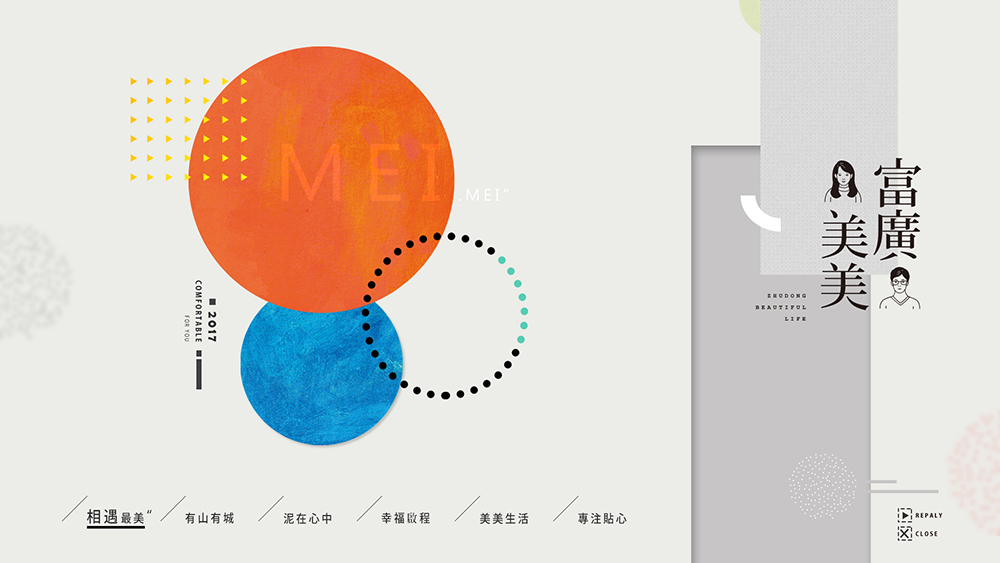 MEI
.MEI"
2017
COMFORTABLE
FOR YOU
富廣
美美
ZHUDONG
BEAUTIFUL
LIFE
相遇最美“
有山有城
泥在心中
幸福啟程
美美生活
專注貼心
REPALY
CLOSE